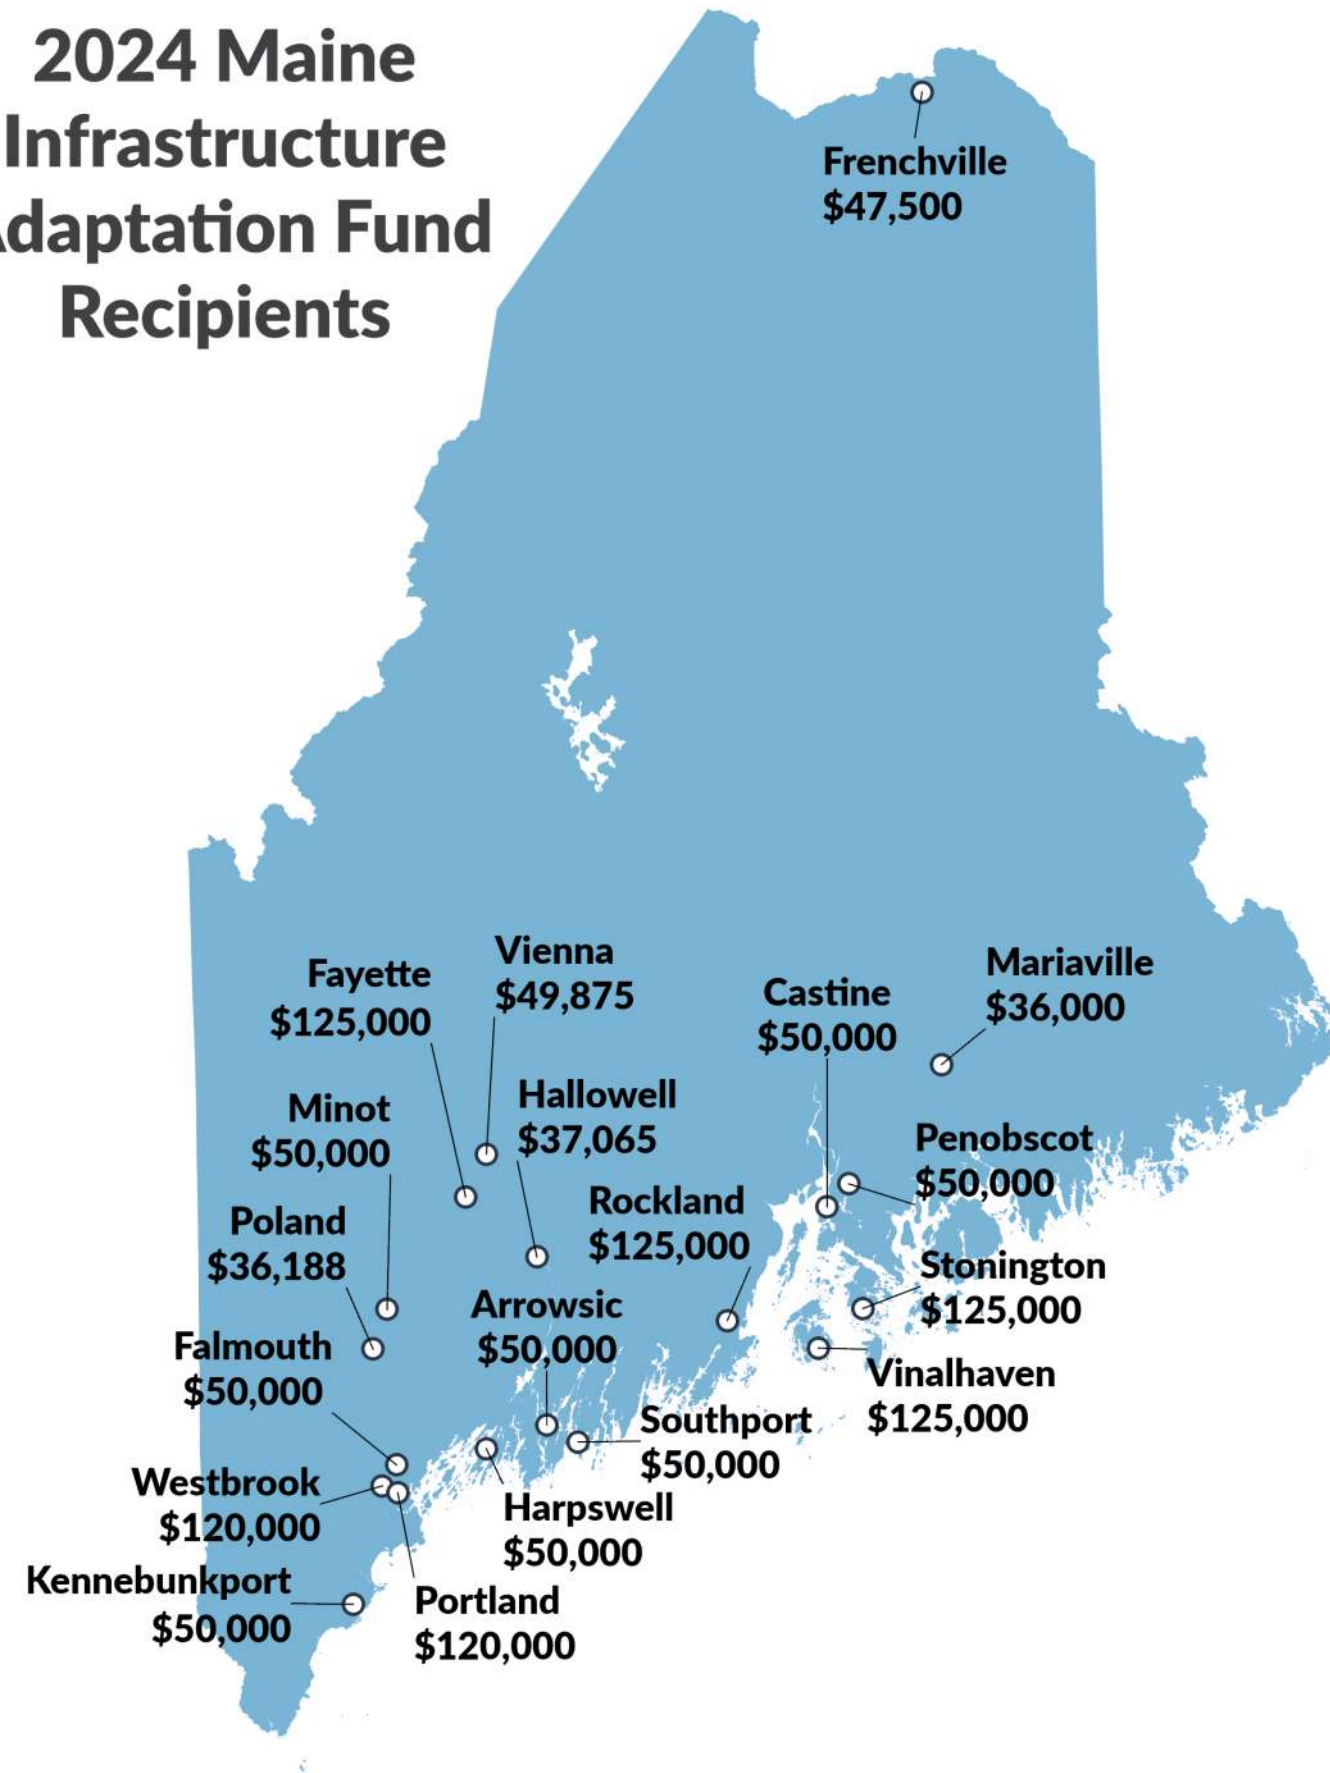 2024 Maine
Infrastructure
Adaptation Fund
Recipients
Frenchville
$47,500
Vienna
$49,875
Fayette
$125,000
Mariaville
$36,000
Castine
$50,000
Hallowell
$37,065
Minot
$50,000
Penobscot
$50,000
Rockland
$125,000
Poland
$36,188
Stonington
$125,000
Arrowsic
$50,000
Falmouth
$50,000
Vinalhaven
$125,000
Southport
$50,000
Westbrook
$120,000
Harpswell
$50,000
Kennebunkport
$50,000
Portland
$120,000